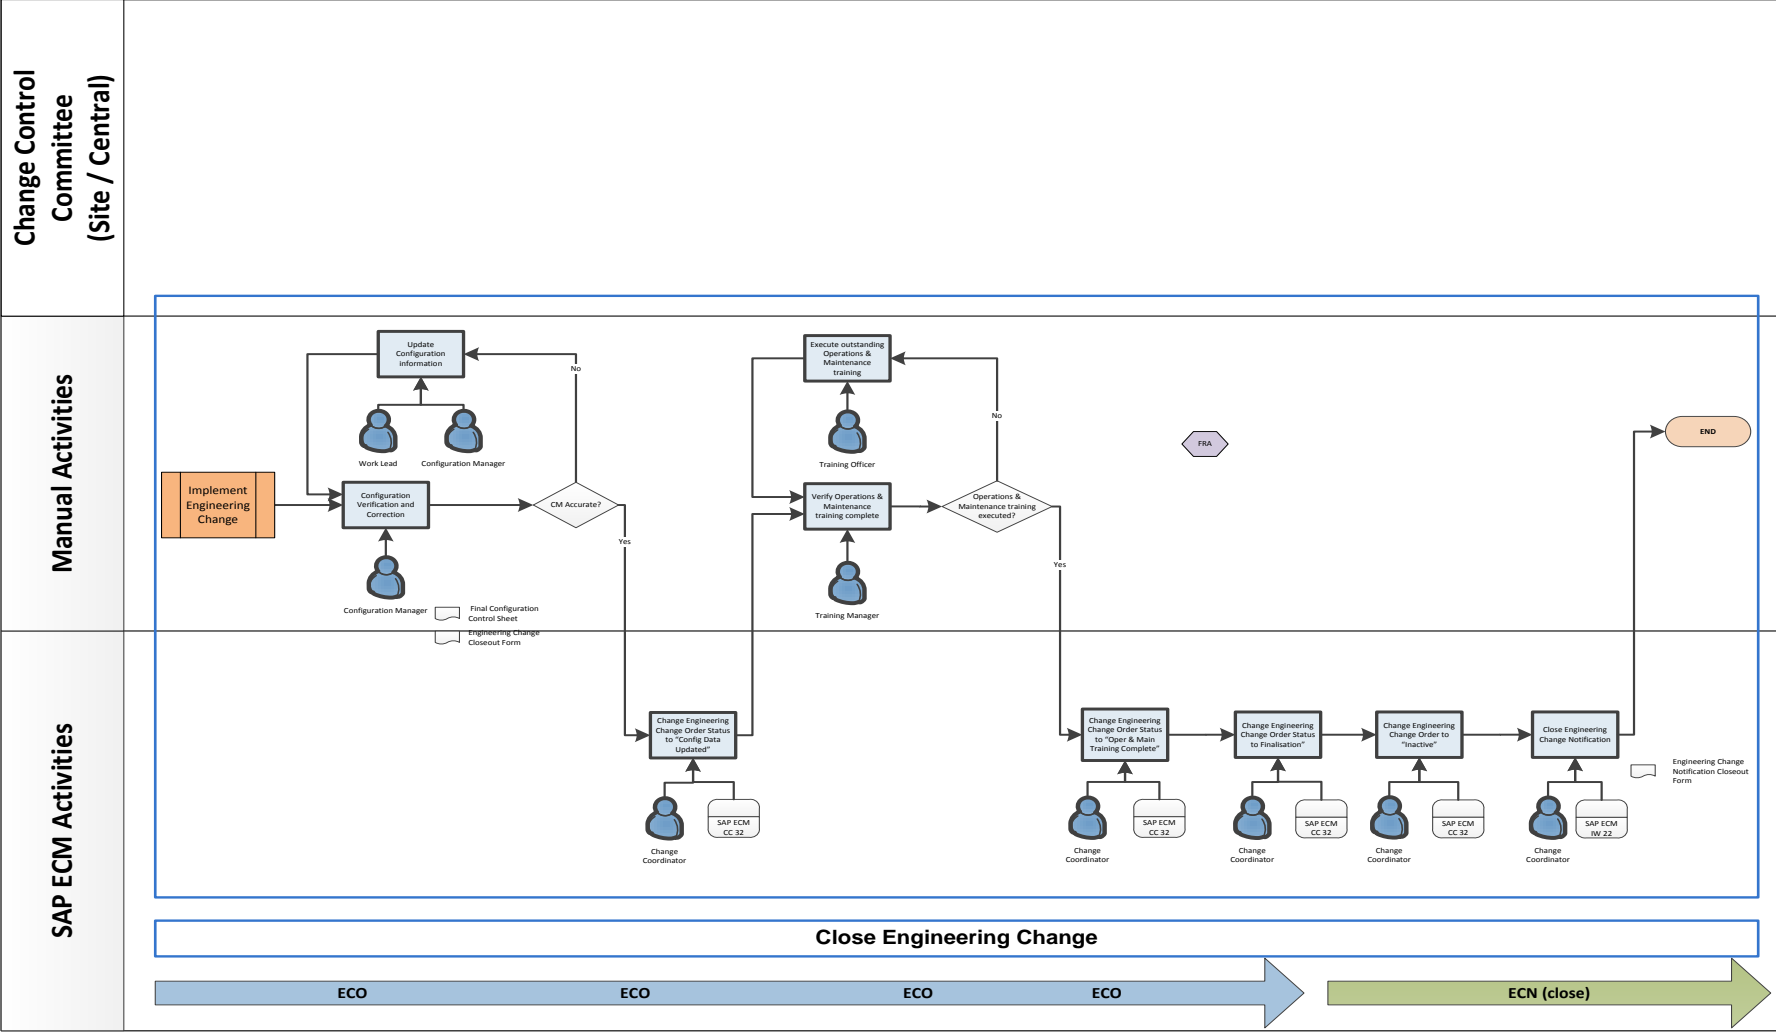 Change Control
Committee
(Site / Central)
Manual Activities
SAP ECM Activities
Update
Configuration
information
No
Work Lead
Configuration Manager
Implement
Engineering
Change
Configuration
Verification and
Correction
CM Accurate?
Yes
Configuration Manager
Final Configuration
Control Sheet
Engineering Change
Closeout Form
Execute outstanding
Operations &
Maintenance
training
No
Training Officer
Verify Operations &
Maintenance
training complete
Operations &
Maintenance training
executed?
Yes
Training Manager
FRA
END
Change Engineering
Change Order Status
to “Config Data
Updated”
SAP ECM
CC 32
Change
Coordinator
Change Engineering
Change Order Status
to “Oper & Main
Training Complete”
SAP ECM
CC 32
Change
Coordinator
Change Engineering
Change Order Status
to Finalisation”
SAP ECM
CC 32
Change
Coordinator
Change Engineering
Change Order to
“Inactive”
SAP ECM
CC 32
Change
Coordinator
Close Engineering
Change Notification
SAP ECM
IW 22
Change
Coordinator
Engineering Change
Notification Closeout
Form
Close Engineering Change
ECO
ECO
ECO
ECO
ECN (close)